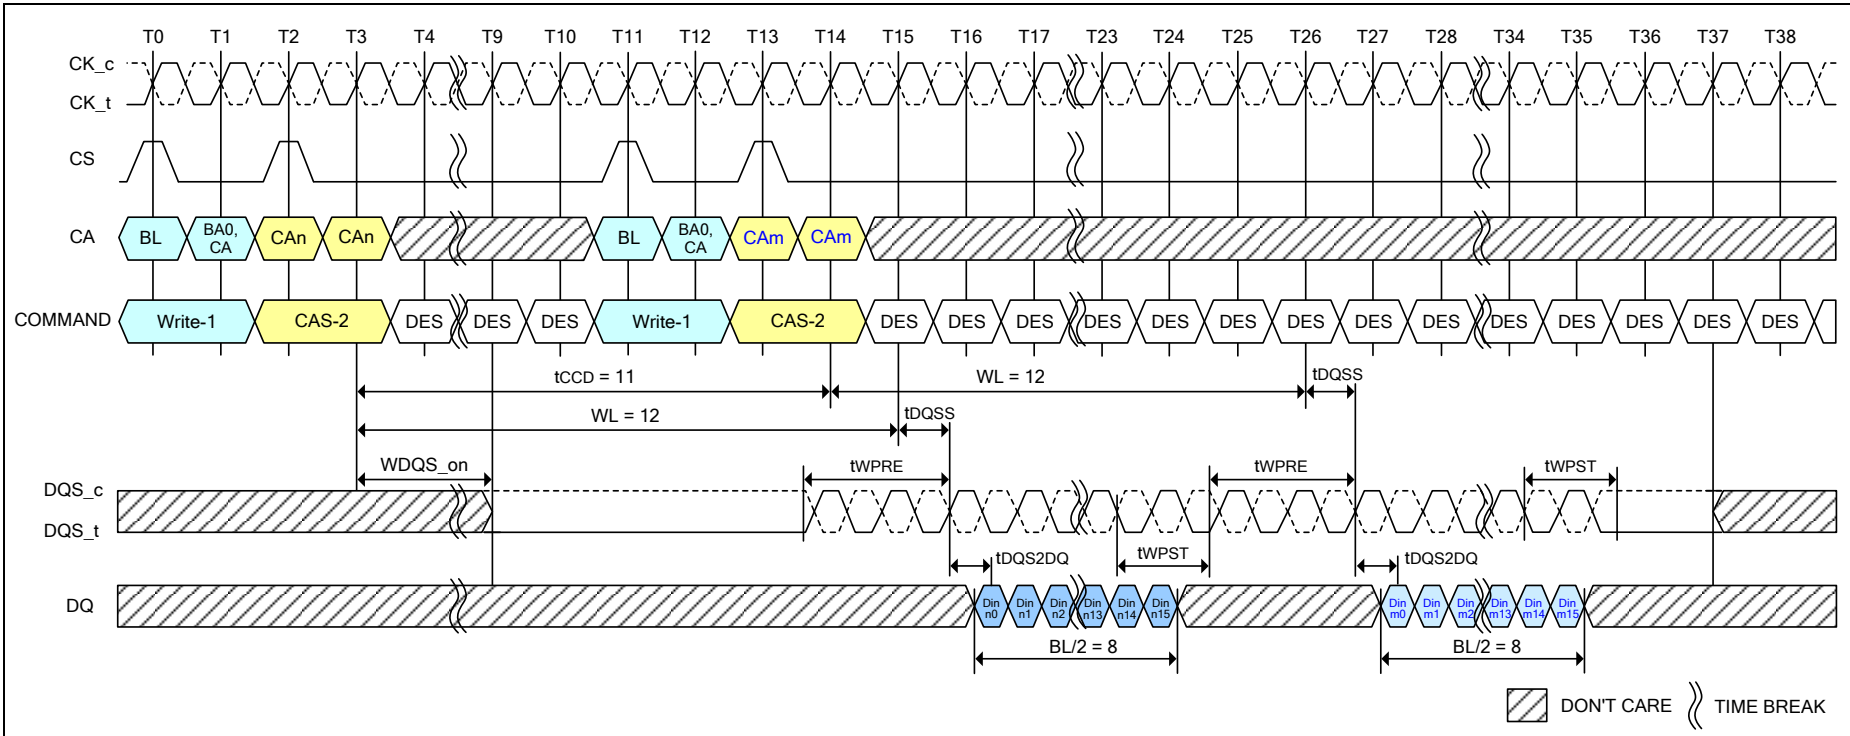 T0 T1 T2 T3 T4 T9 T10 T11 T12 T13 T14 T15 T16 T17 T23 T24 T25 T26 T27 T28 T34 T35 T36 T37 T38
CK_c
CK_t
CS
CA BL BA0, CA CAn CAn BL BA0, CA CAm CAm
COMMAND Write-1 CAS-2 DES DES DES Write-1 CAS-2 DES DES DES DES DES DES DES DES DES DES DES DES DES DES
tCCD = 11 WL = 12 tDQSS
WL = 12 tDQSS
WDQS_on tWPRE tWPRE tWPST
DQS_c
DQS_t
tDQS2DQ tWPST tDQS2DQ
DQ Din n0 Din n1 Din n2 Din n13 Din n14 Din n15 Din m0 Din m1 Din m2 Din m13 Din m14 Din m15
BL/2 = 8 BL/2 = 8
DON'T CARE TIME BREAK